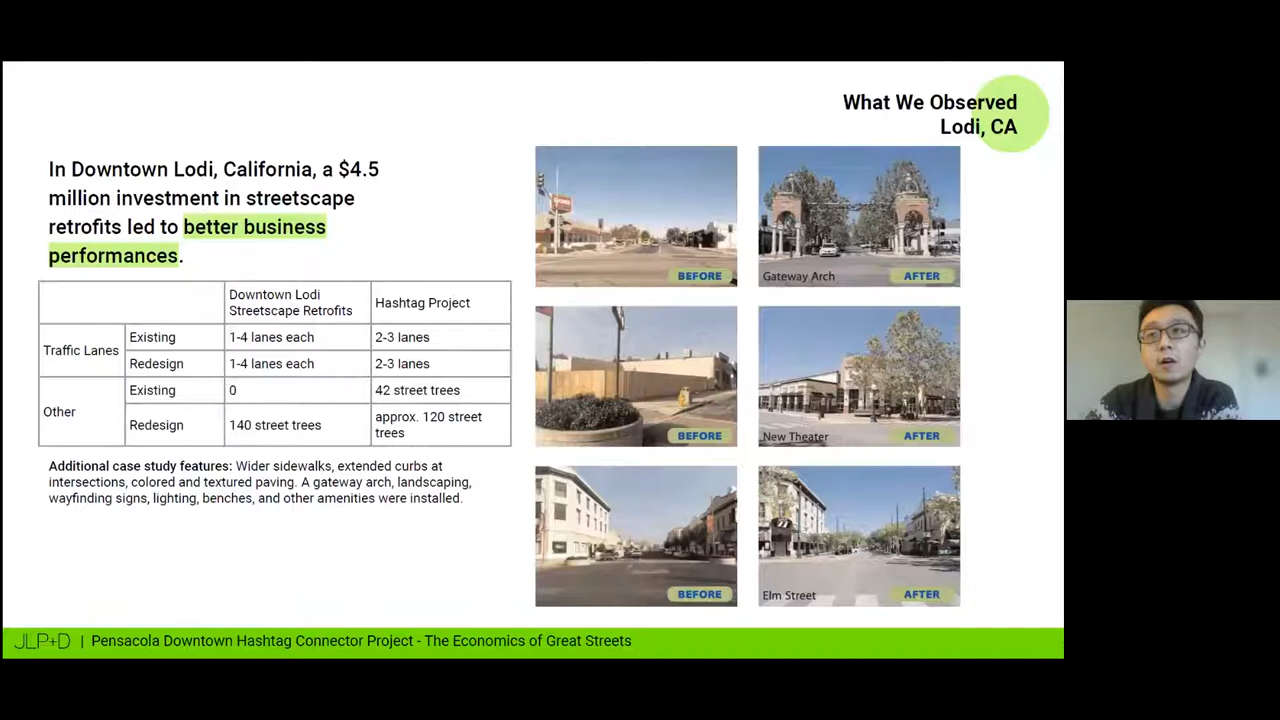 What We Observed
Lodi, CA
In Downtown Lodi, California, a $4.5
million investment in streetscape
retrofits led to better business
performances.
Downtown Lodi
Streetscape Retrofits
Hashtag Project
Traffic Lanes
Existing
1-4 lanes each
2-3 lanes
Redesign
1-4 lanes each
2-3 lanes
Other
Existing
0
42 street trees
Redesign
140 street trees
approx. 120 street
trees
Additional case study features: Wider sidewalks, extended curbs at
intersections, colored and textured paving. A gateway arch, landscaping,
wayfinding signs, lighting, benches, and other amenities were installed.
BEFORE
Gateway Arch
AFTER
BEFORE
New Theater
AFTER
BEFORE
Elm Street
AFTER
JLP+D | Pensacola Downtown Hashtag Connector Project - The Economics of Great Streets